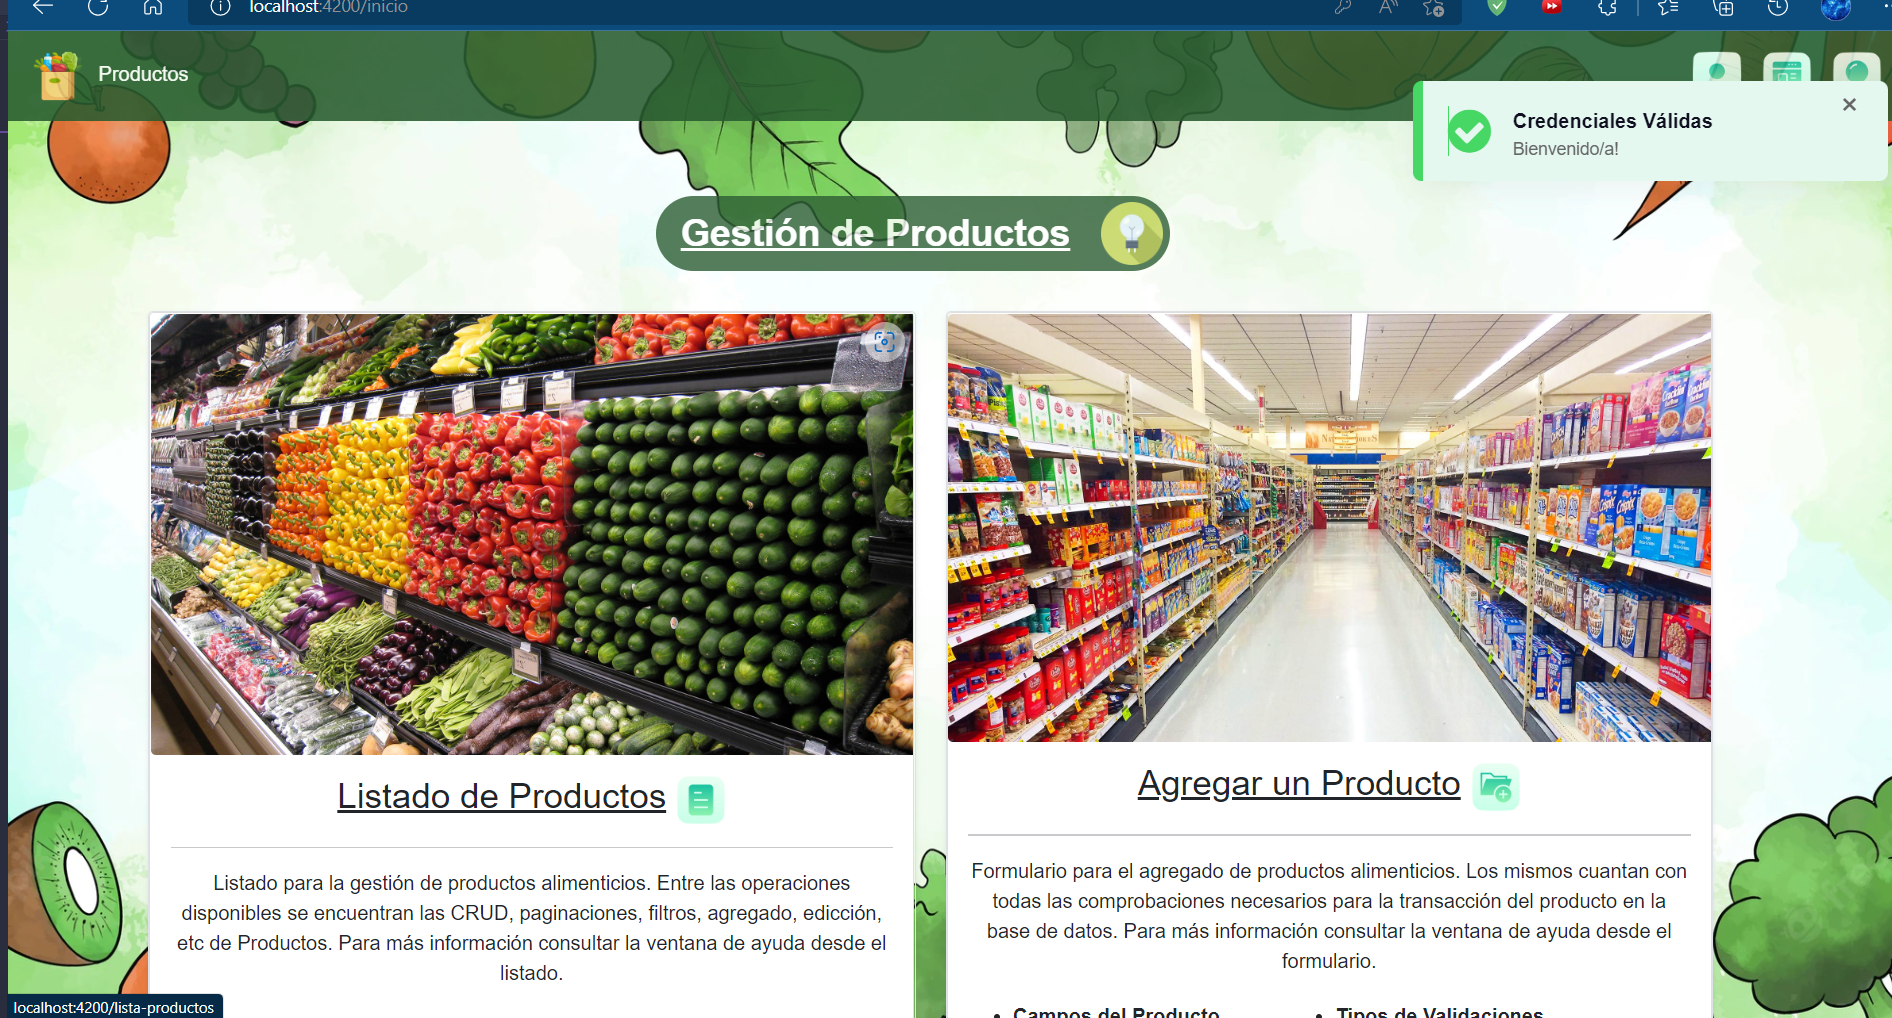 localhost:4200/inicio
Productos
Credenciales Válidas
Bienvenido/a!
Gestión de Productos
Listado de Productos
Listado para la gestión de productos alimenticios. Entre las operaciones
disponibles se encuentran las CRUD, paginaciones, filtros, agregado, edicción,
etc de Productos. Para más información consultar la ventana de ayuda desde el
listado.
Agregar un Producto
Formulario para el agregado de productos alimenticios. Los mismos cuantan con
todas las comprobaciones necesarios para la transacción del producto en la
base de datos. Para más información consultar la ventana de ayuda desde el
formulario.
Campos del Producto
Tipos de Validaciones
localhost:4200/lista-productos